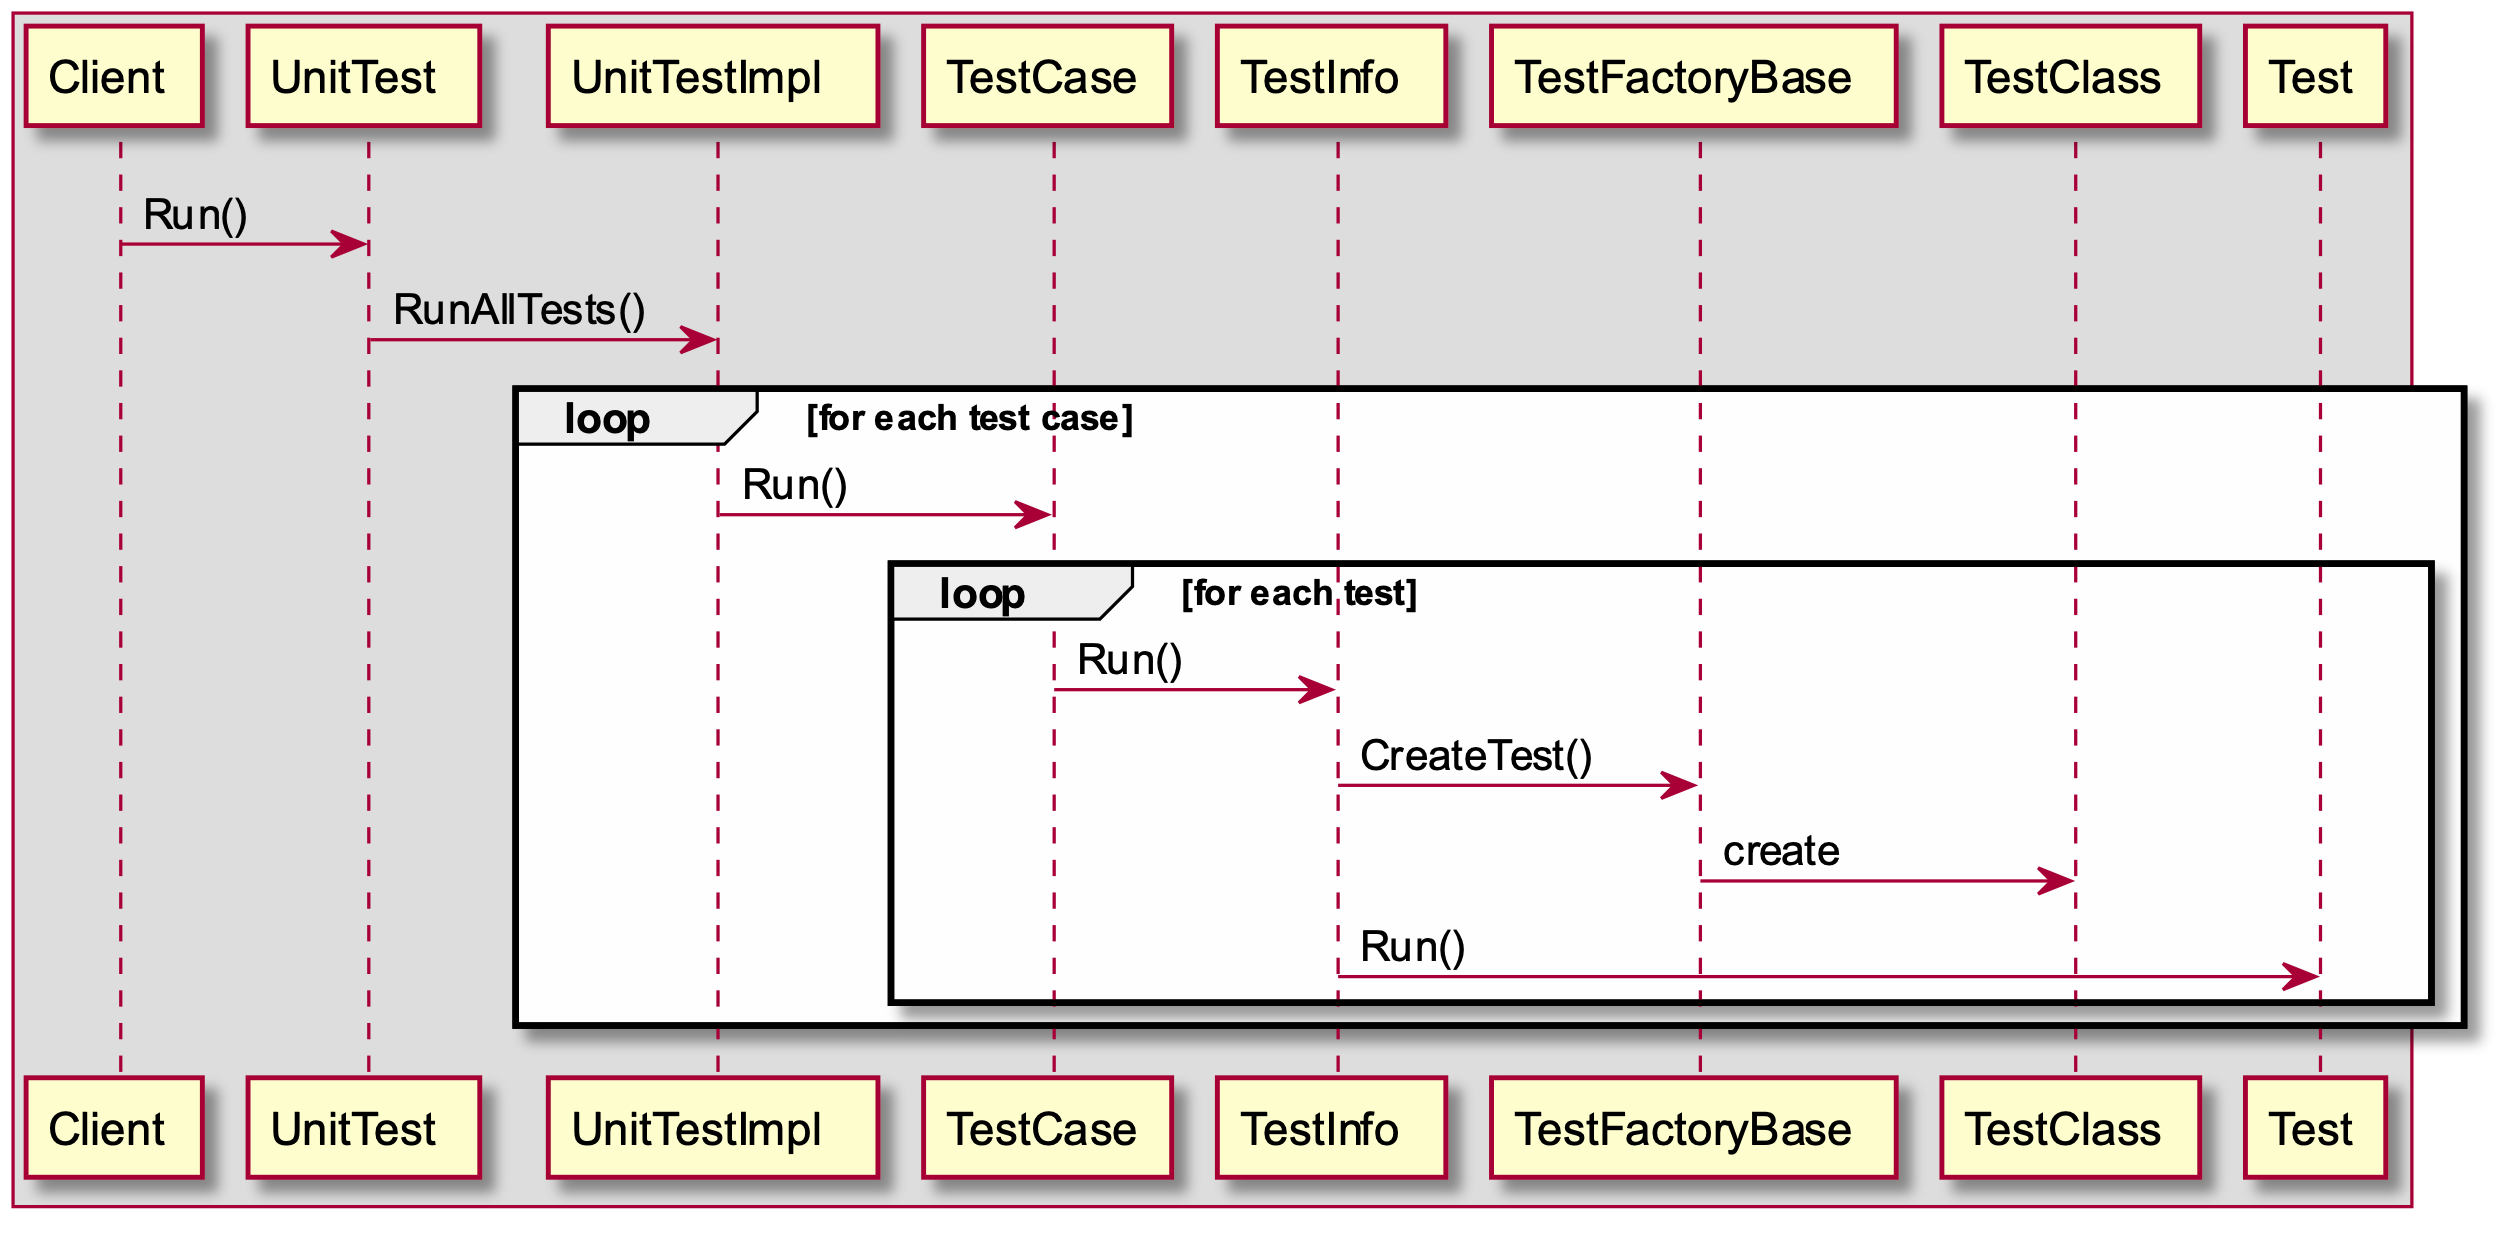 Client
UnitTest
UnitTestImpl
TestCase
TestInfo
TestFactoryBase
TestClass
Test
Run()
RunAllTests()
loop
[for each test case]
Run()
loop
[for each test]
Run()
CreateTest()
create
Run()
Client
UnitTest
UnitTestImpl
TestCase
TestInfo
TestFactoryBase
TestClass
Test